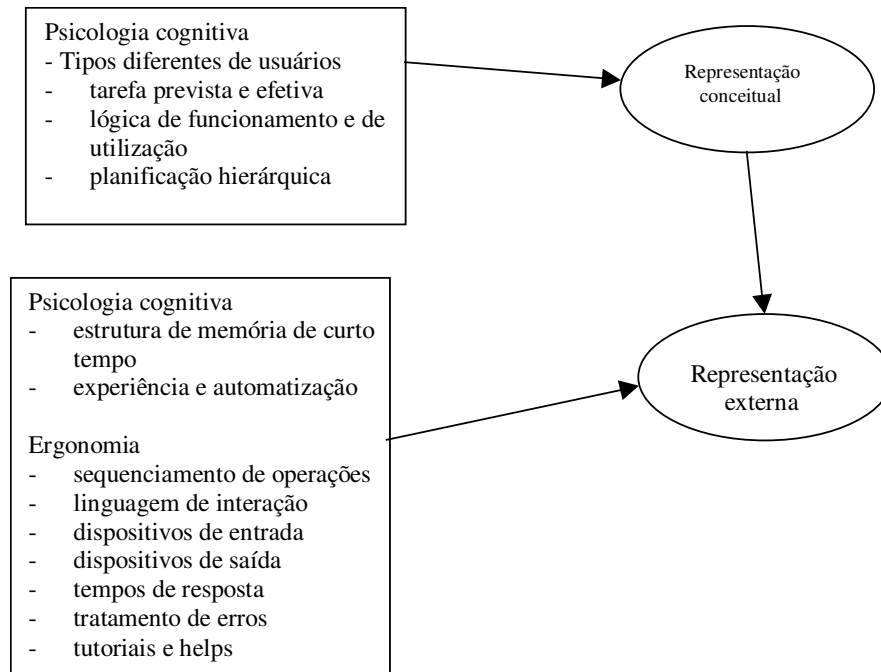 Psicologia cognitiva
- Tipos diferentes de usuários
- tarefa prevista e efetiva
- lógica de funcionamento e de
utilização
- planificação hierárquica
Representação
conceitual
Psicologia cognitiva
- estrutura de memória de curto
tempo
- experiência e automatização
Ergonomia
- sequenciamento de operações
- linguagem de interação
- dispositivos de entrada
- dispositivos de saída
- tempos de resposta
- tratamento de erros
- tutoriais e helps
Representação
externa